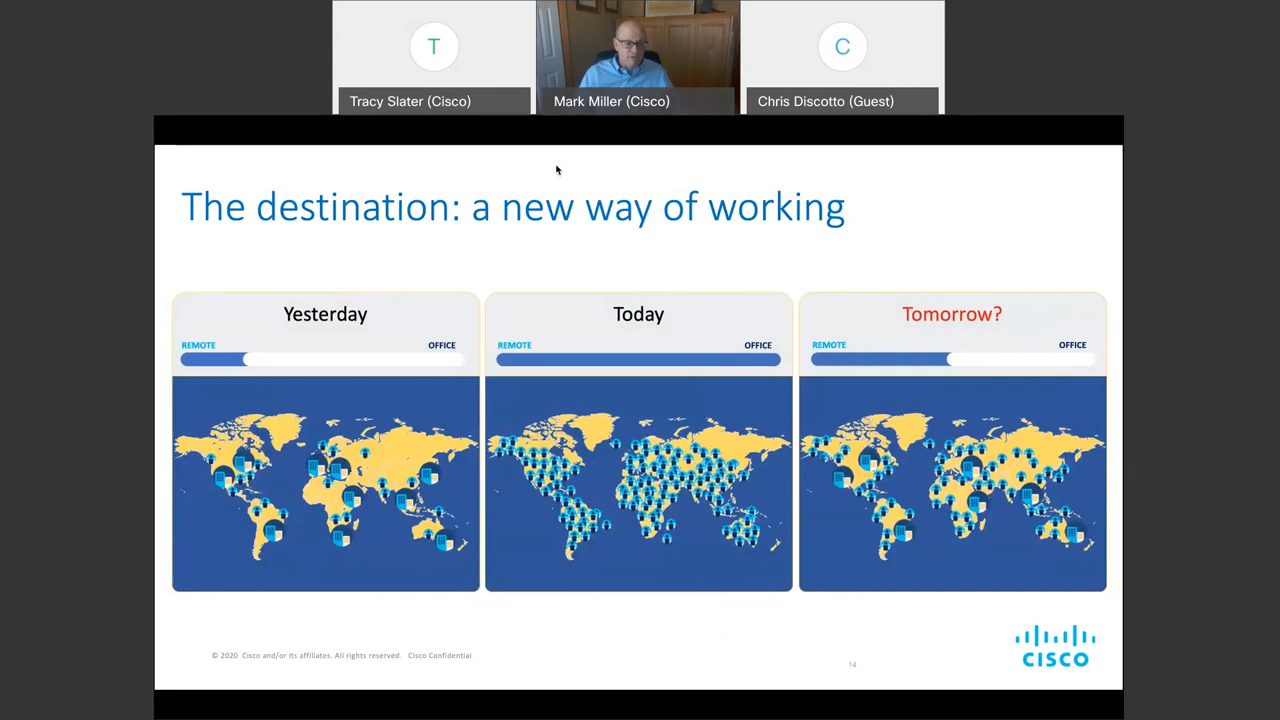 T
C
Tracy Slater (Cisco)
Mark Miller (Cisco)
Chris Discotto (Guest)
The destination: a new way of working
Yesterday
REMOTE
OFFICE
Today
REMOTE
OFFICE
Tomorrow?
REMOTE
OFFICE
© 2020 Cisco and/or its affiliates. All rights reserved. Cisco Confidential
14
CISCO